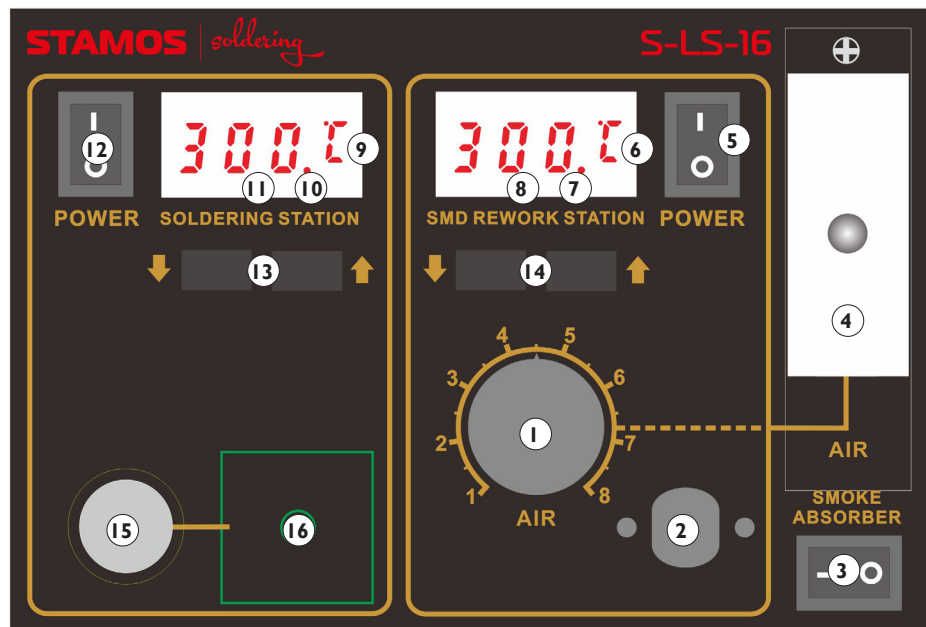 STAMOS soldering S-LS-16
12 300.°C 9 11 10
300.°C 6 8 7
5
POWER SOLDERING STATION
SMD REWORK STATION POWER
13
14
4
1 2 3 4 5 6 7 8
1
AIR
AIR
SMOKE
ABSORBER
15
16
2
3